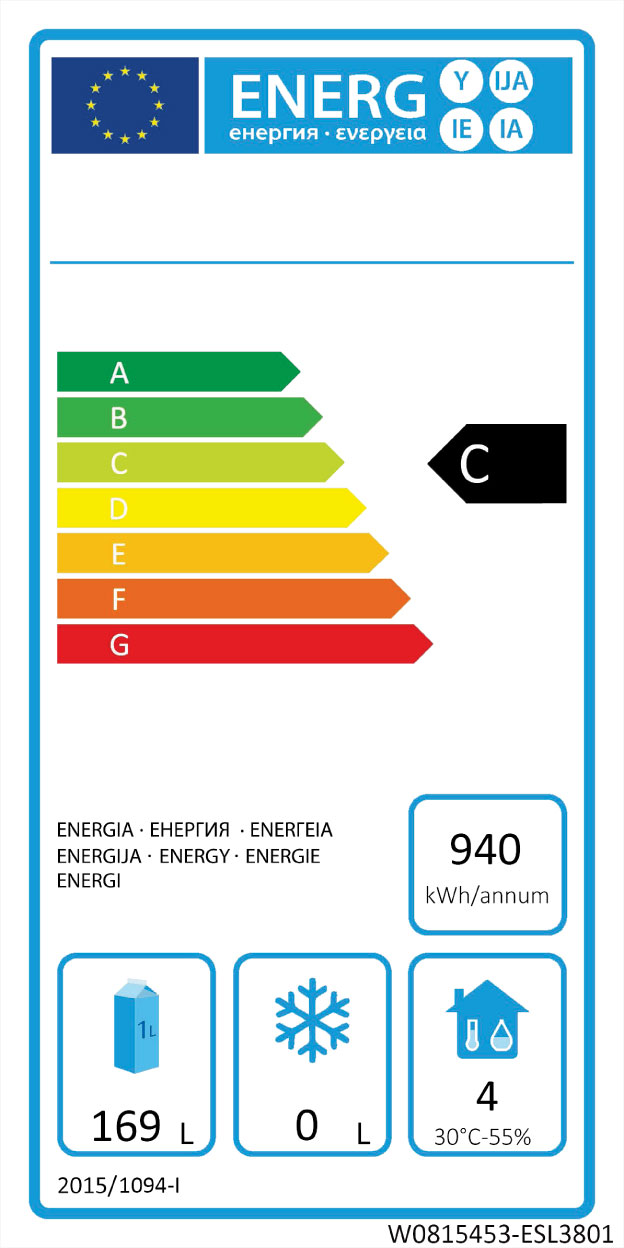 ENERG Y IJA
енергия · ενεργεια IE IA
A
B
C
C
D
E
F
G
ENERGIA · ЕНЕРГИЯ · ΕΝΕΡΓΕΙΑ
ENERGIJA · ENERGY · ENERGIE
ENERGI
940
kWh/annum
1L
169 L
0 L
4
30°C-55%
2015/1094-I
W0815453-ESL3801